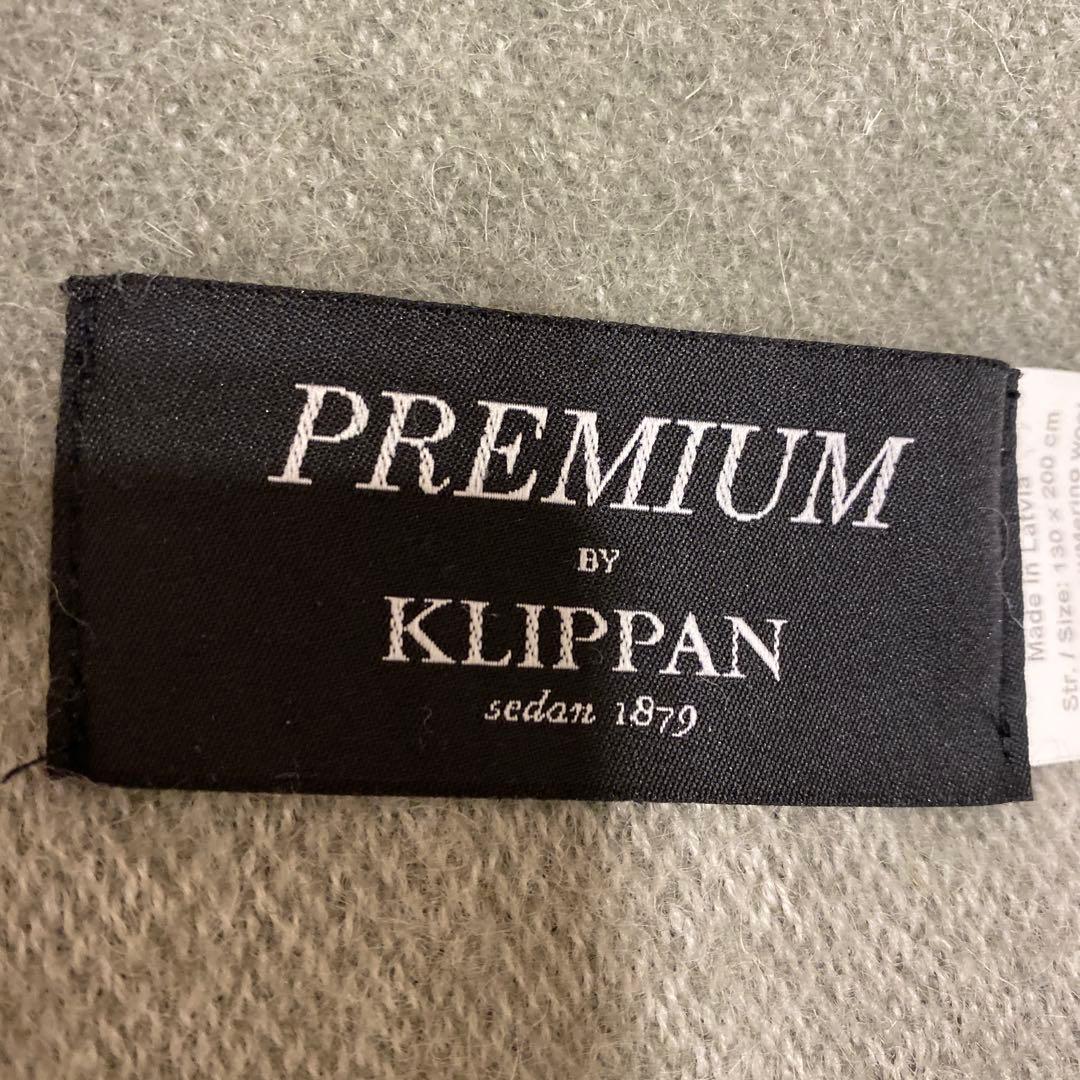 PREMIUM
BY
KLIPPAN
sedan 1879
Made in Latvia
Str. / Size: 130 x 200 cm